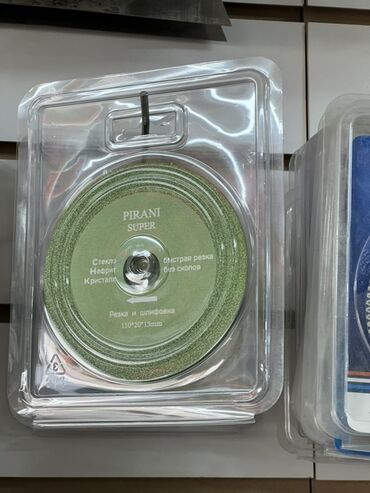 PIRANI
SUPER
Стекло быстрая резка
Нефрит без сколов
Кристалл
Резка и шлифовка
110*20*15mm